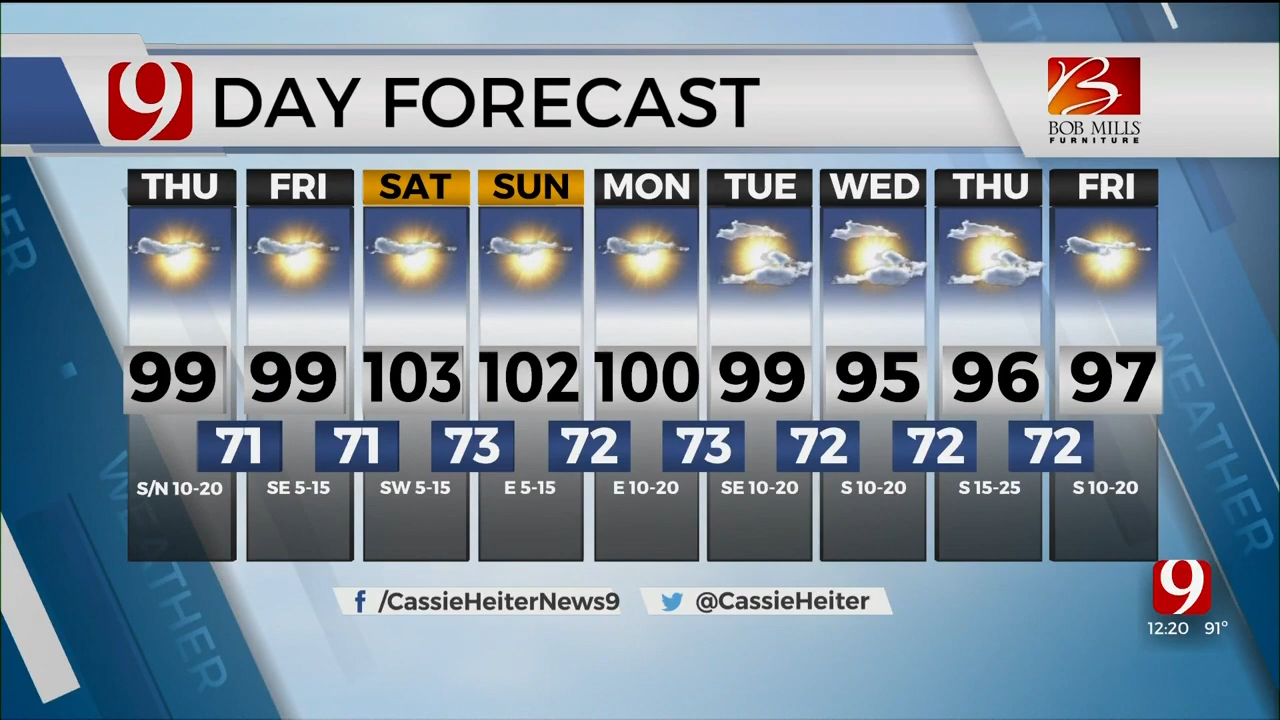 9 DAY FORECAST
BOB MILLS
FURNITURE
THU FRI SAT SUN MON TUE WED THU FRI
99 99 103 102 100 99 95 96 97
71 71 73 72 73 72 72 72
S/N 10-20 SE 5-15 SW 5-15 E 5-15 E 10-20 SE 10-20 S 10-20 S 15-25 S 10-20
f /CassieHeiterNews9 @CassieHeiter
9
12:20 91°
WEATHER
WEATHER